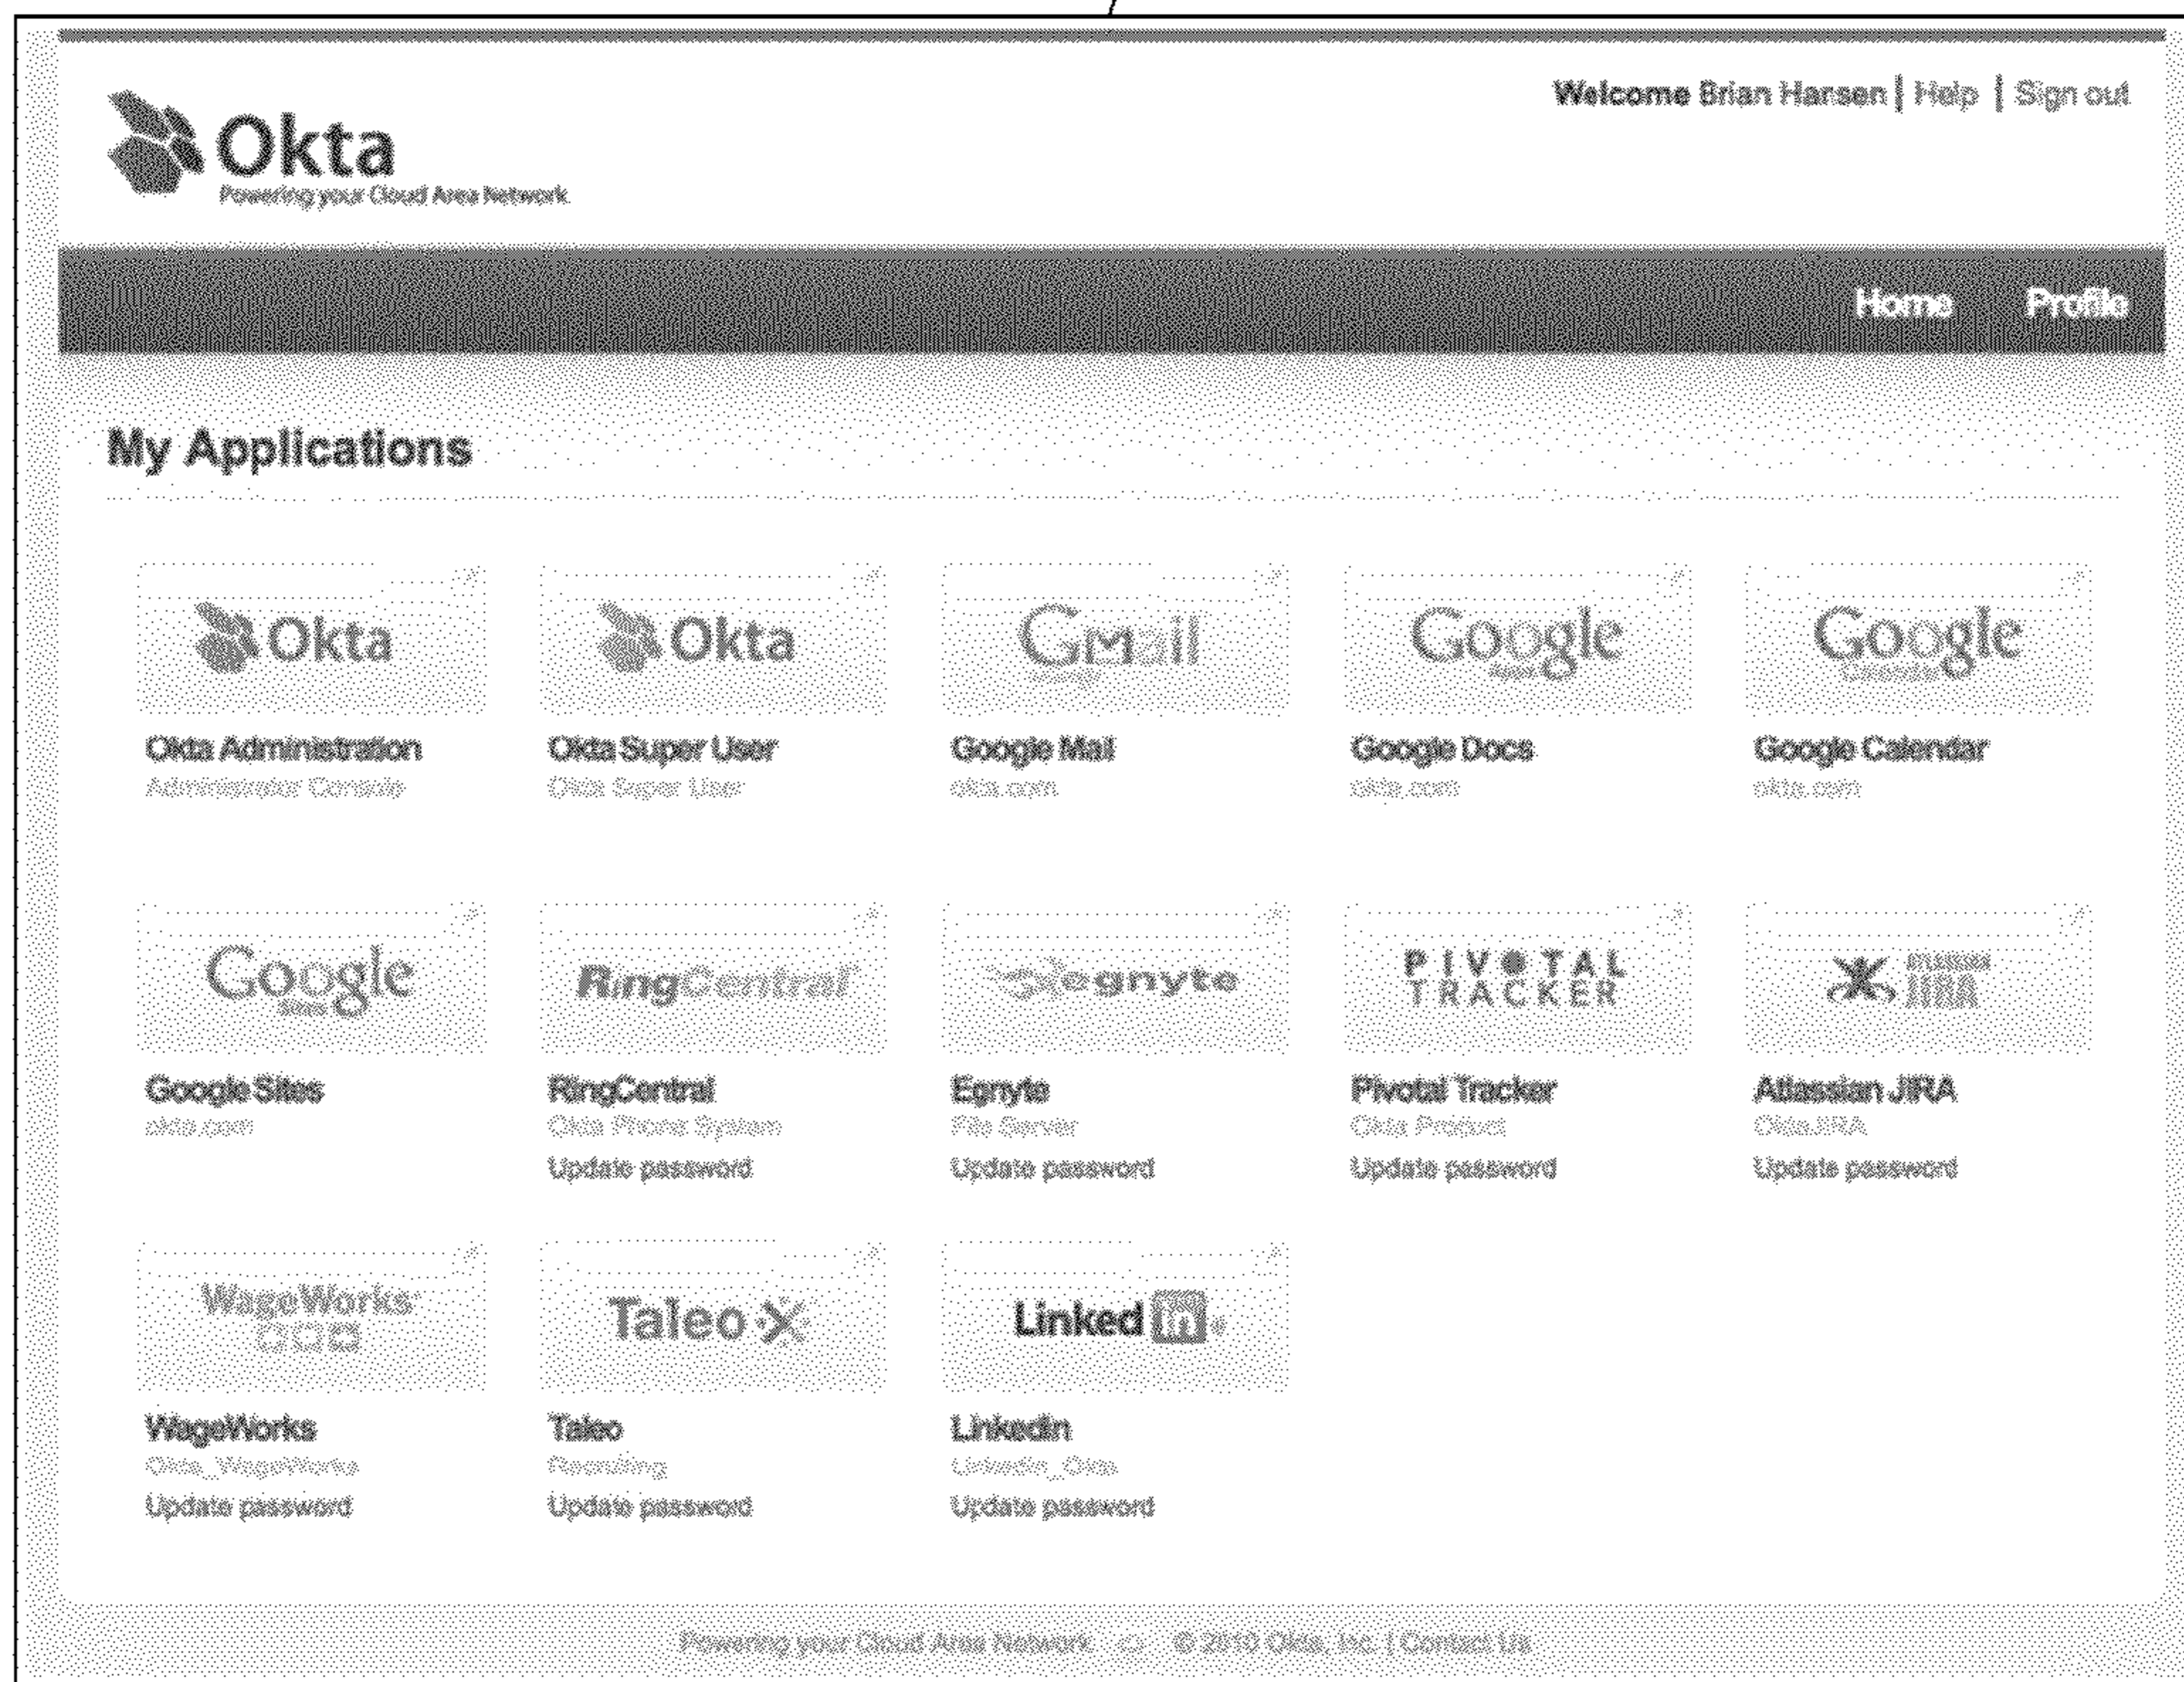 Welcome Brian Hansen | Help | Sign out
Okta
Powering your Cloud Area Network
Home Profile
My Applications
Okta Okta Gmail Google Google
Okta Administration Okta Super User Google Mail Google Docs Google Calendar
Administrator Console Okta Super User okta.com okta.com okta.com
Google RingCentral egnyte PIVOTAL TRACKER JIRA
Google Sites RingCentral Egnyte Pivotal Tracker Atlassian JIRA
okta.com Okta Phone System File Server Okta Product OktaJIRA
Update password Update password Update password Update password
WageWorks Taleo Linked in
WageWorks Taleo LinkedIn
Okta_WageWorks Recruiting LinkedIn_Okta
Update password Update password Update password
Powering your Cloud Area Network © 2010 Okta, Inc. | Contact Us